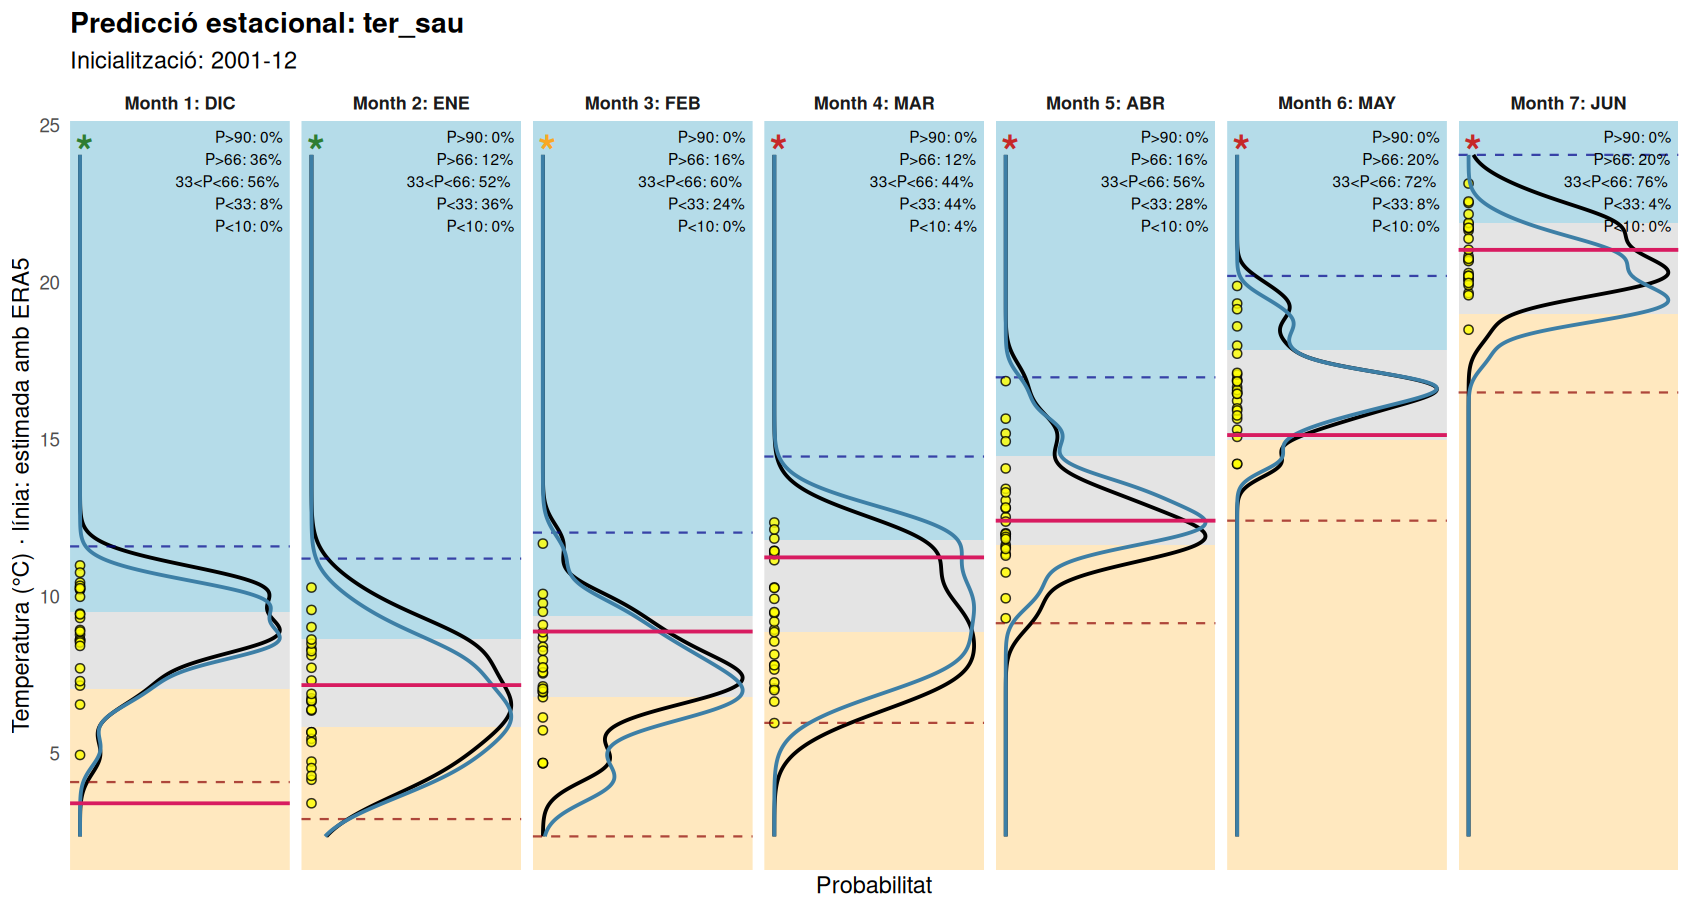 Predicció estacional: ter_sau
Inicialització: 2001-12
Month 1: DIC
Month 2: ENE
Month 3: FEB
Month 4: MAR
Month 5: ABR
Month 6: MAY
Month 7: JUN
Temperatura (°C) · línia: estimada amb ERA5
25
20
15
10
5
*
P>90: 0%
P>66: 36%
33<P<66: 56%
P<33: 8%
P<10: 0%
*
P>90: 0%
P>66: 12%
33<P<66: 52%
P<33: 36%
P<10: 0%
*
P>90: 0%
P>66: 16%
33<P<66: 60%
P<33: 24%
P<10: 0%
*
P>90: 0%
P>66: 12%
33<P<66: 44%
P<33: 44%
P<10: 4%
*
P>90: 0%
P>66: 16%
33<P<66: 56%
P<33: 28%
P<10: 0%
*
P>90: 0%
P>66: 20%
33<P<66: 72%
P<33: 8%
P<10: 0%
*
P>90: 0%
P>66: 20%
33<P<66: 76%
P<33: 4%
P<10: 0%
Probabilitat